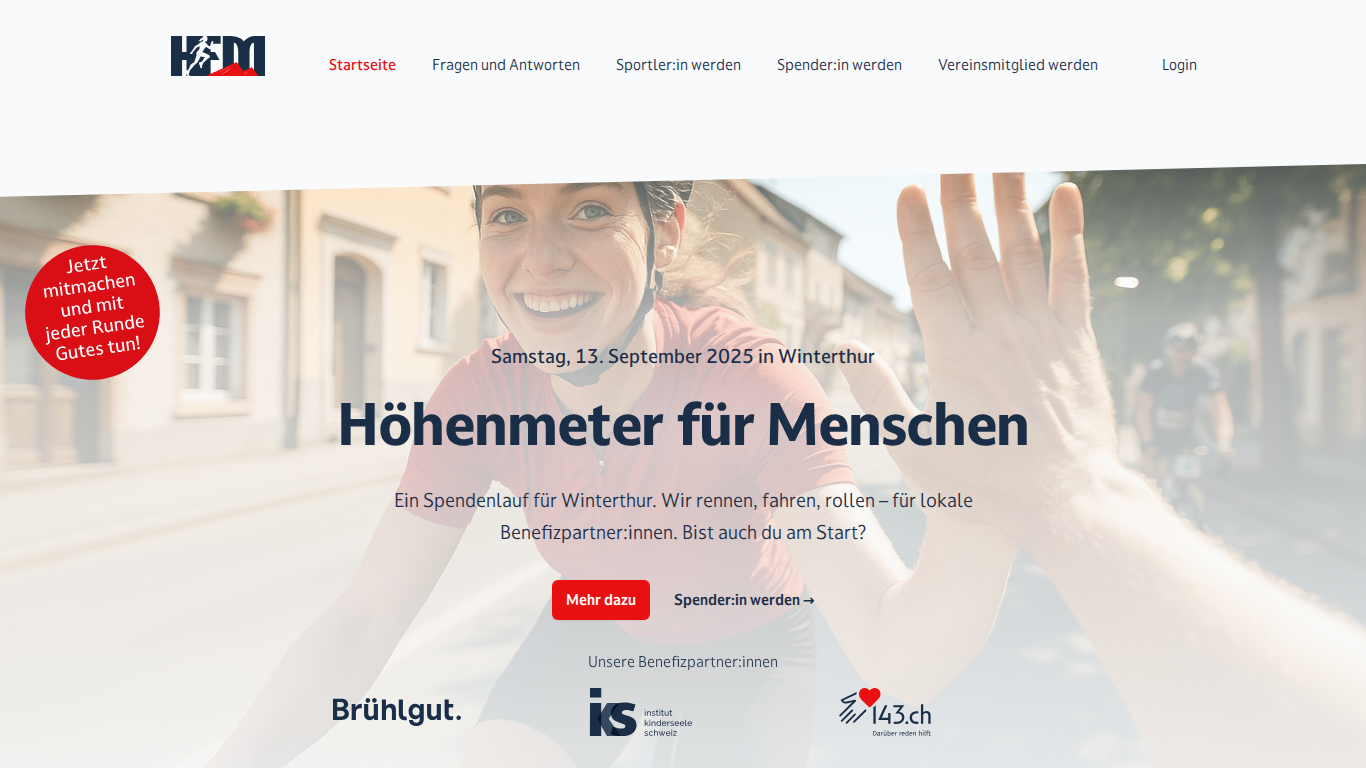 HFM
Startseite
Fragen und Antworten
Sportler:in werden
Spender:in werden
Vereinsmitglied werden
Login
Jetzt
mitmachen
und mit
jeder Runde
Gutes tun!
Samstag, 13. September 2025 in Winterthur
Höhenmeter für Menschen
Ein Spendenlauf für Winterthur. Wir rennen, fahren, rollen – für lokale
Benefizpartner:innen. Bist auch du am Start?
Mehr dazu
Spender:in werden →
Unsere Benefizpartner:innen
Brühlgut.
iks
institut
kinderseele
schweiz
143.ch
Darüber reden hilft